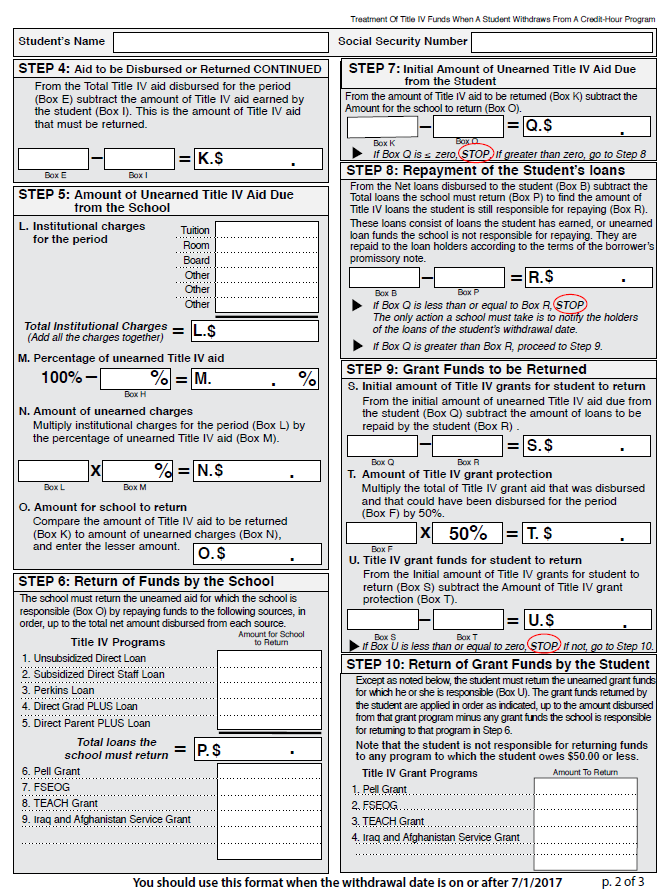 Treatment Of Title IV Funds When A Student Withdraws From A Credit-Hour Program
Student's Name
Social Security Number
STEP 4: Aid to be Disbursed or Returned CONTINUED
From the Total Title IV aid disbursed for the period
(Box E) subtract the amount of Title IV aid earned by
the student (Box I). This is the amount of Title IV aid
that must be returned.
– = K.$ .
Box E Box I
STEP 5: Amount of Unearned Title IV Aid Due
from the School
L. Institutional charges
for the period
Tuition
Room
Board
Other
Other
Other
Total Institutional Charges = L.$ .
(Add all the charges together)
M. Percentage of unearned Title IV aid
100% – % = M. . %
Box H
N. Amount of unearned charges
Multiply institutional charges for the period (Box L) by
the percentage of unearned Title IV aid (Box M).
X % = N.$ .
Box L Box M
O. Amount for school to return
Compare the amount of Title IV aid to be returned
(Box K) to amount of unearned charges (Box N),
and enter the lesser amount. O.$ .
STEP 6: Return of Funds by the School
The school must return the unearned aid for which the school is
responsible (Box O) by repaying funds to the following sources, in
order, up to the total net amount disbursed from each source.
Title IV Programs
Amount for School
to Return
1. Unsubsidized Direct Loan
2. Subsidized Direct Staff Loan
3. Perkins Loan
4. Direct Grad PLUS Loan
5. Direct Parent PLUS Loan
Total loans the
school must return = P.$ .
6. Pell Grant
7. FSEOG
8. TEACH Grant
9. Iraq and Afghanistan Service Grant
STEP 7: Initial Amount of Unearned Title IV Aid Due
from the Student
From the amount of Title IV aid to be returned (Box K) subtract the
Amount for the school to return (Box O).
– = Q.$ .
Box K Box O
If Box Q is ≤ zero, STOP. If greater than zero, go to Step 8
STEP 8: Repayment of the Student's loans
From the Net loans disbursed to the student (Box B) subtract the
Total loans the school must return (Box P) to find the amount of
Title IV loans the student is still responsible for repaying (Box R).
These loans consist of loans the student has earned, or unearned
loan funds the school is not responsible for repaying. They are
repaid to the loan holders according to the terms of the borrower's
promissory note.
– = R.$ .
Box B Box P
If Box Q is less than or equal to Box R, STOP
The only action a school must take is to notify the holders
of the loans of the student's withdrawal date.
If Box Q is greater than Box R, proceed to Step 9.
STEP 9: Grant Funds to be Returned
S. Initial amount of Title IV grants for student to return
From the initial amount of unearned Title IV aid due from
the student (Box Q) subtract the amount of loans to be
repaid by the student (Box R) .
– = S.$ .
Box Q Box R
T. Amount of Title IV grant protection
Multiply the total of Title IV grant aid that was disbursed
and that could have been disbursed for the period
(Box F) by 50%.
X 50% = T. $ .
Box F
U. Title IV grant funds for student to return
From the Initial amount of Title IV grants for student to
return (Box S) subtract the Amount of Title IV grant
protection (Box T).
– = U.$ .
Box S Box T
If Box U is less than or equal to zero, STOP. If not, go to Step 10.
STEP 10: Return of Grant Funds by the Student
Except as noted below, the student must return the unearned grant funds
for which he or she is responsible (Box U). The grant funds returned by
the student are applied in order as indicated, up to the amount disbursed
from that grant program minus any grant funds the school is responsible
for returning to that program in Step 6.
Note that the student is not responsible for returning funds
to any program to which the student owes $50.00 or less.
Title IV Grant Programs
Amount To Return
1. Pell Grant
2. FSEOG
3. TEACH Grant
4. Iraq and Afghanistan Service Grant
You should use this format when the withdrawal date is on or after 7/1/2017
p. 2 of 3